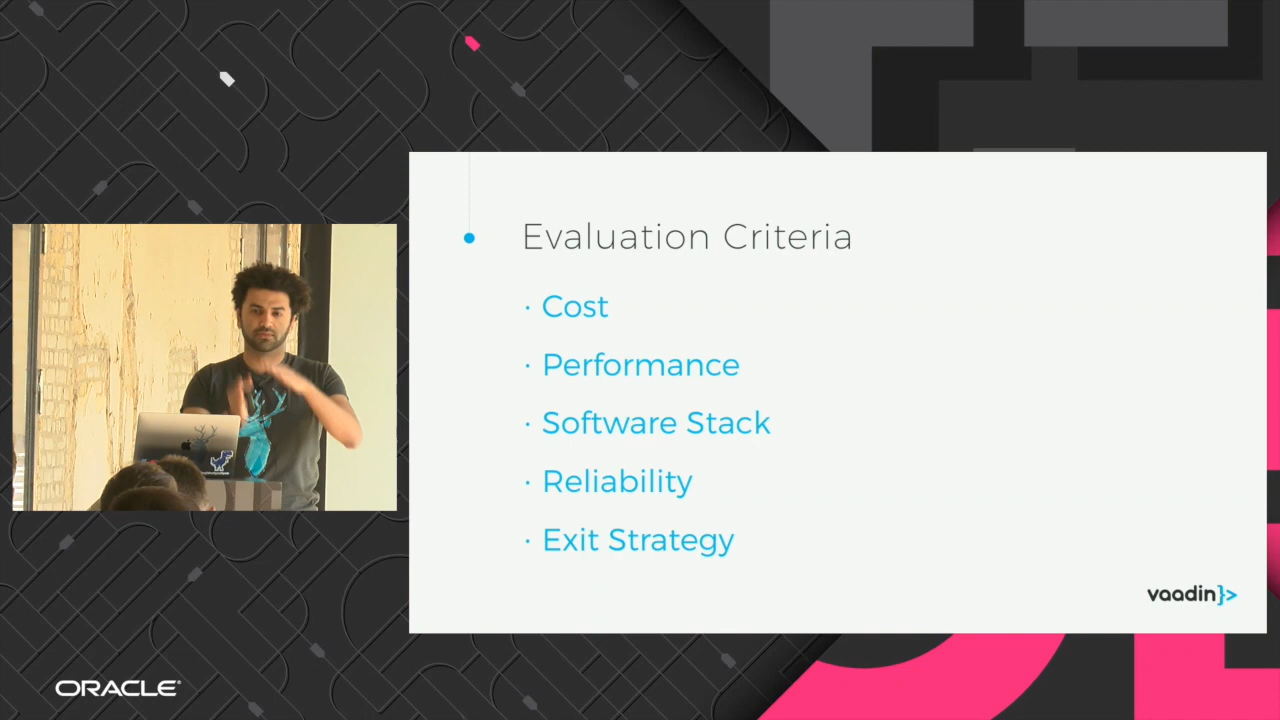 Evaluation Criteria
· Cost
· Performance
· Software Stack
· Reliability
· Exit Strategy
vaadin}>
ORACLE